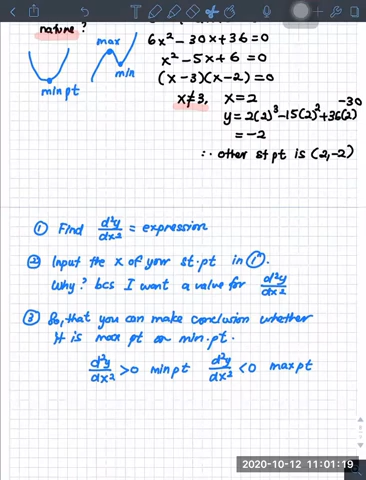 nature?
max
min
min pt
6x² - 30x + 36 = 0
x² - 5x + 6 = 0
(x - 3)(x - 2) = 0
x ≠ 3, x = 2
-30
y = 2(2)³ - 15(2)² + 36(2)
= -2
∴ other st pt is (2, -2)
① Find d²y/dx² = expression
② Input the x of your st. pt in ①.
Why? bcs I want a value for d²y/dx²
③ So, that you can make conclusion whether
it is max pt or min. pt.
d²y/dx² > 0 min pt d²y/dx² < 0 max pt
2020-10-12 11:01:19